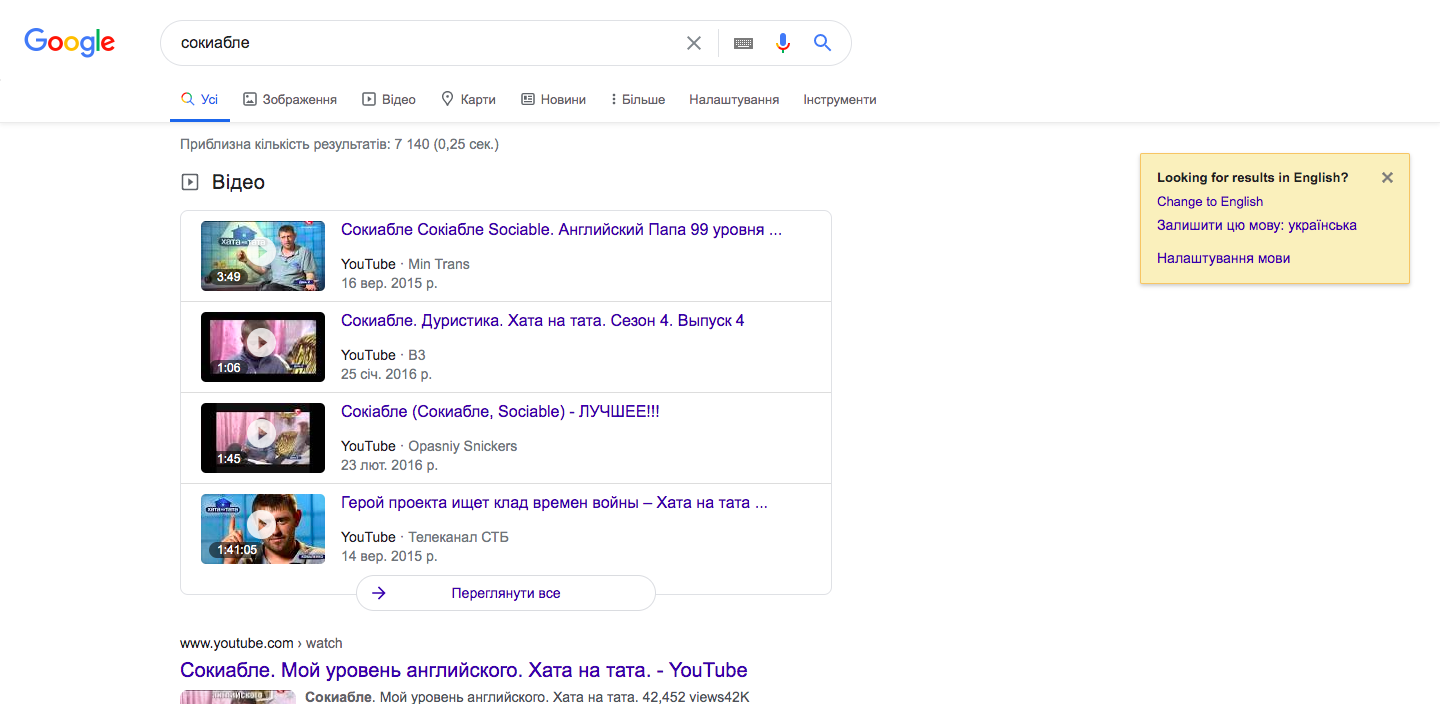 Google
сокиабле
Усі Зображення Відео Карти Новини Більше Налаштування Інструменти
Приблизна кількість результатів: 7 140 (0,25 сек.)
Відео
Сокиабле Сокіабле Sociable. Английский Папа 99 уровня ...
YouTube · Min Trans
16 вер. 2015 р.
ХАТА НА ТАТА
3:49
Сокиабле. Дуристика. Хата на тата. Сезон 4. Выпуск 4
YouTube · B3
25 січ. 2016 р.
1:06
Сокіабле (Сокиабле, Sociable) - ЛУЧШЕЕ!!!
YouTube · Opasniy Snickers
23 лют. 2016 р.
1:45
Герой проекта ищет клад времен войны – Хата на тата ...
YouTube · Телеканал СТБ
14 вер. 2015 р.
ХАТА НА ТАТА
1:41:05
Переглянути все
www.youtube.com › watch
Сокиабле. Мой уровень английского. Хата на тата. - YouTube
Сокиабле. Мой уровень английского. Хата на тата. 42,452 views42K
Looking for results in English?
Change to English
Залишити цю мову: українська
Налаштування мови